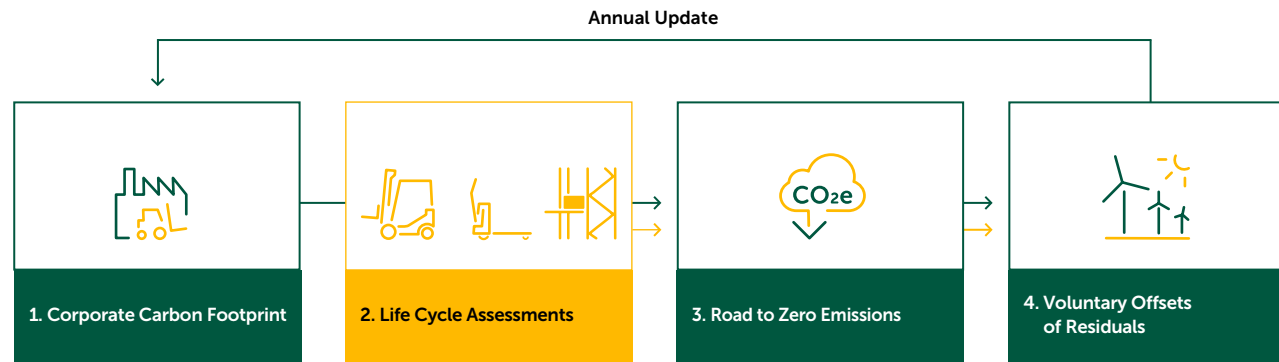 Annual Update
CO2e
1. Corporate Carbon Footprint
2. Life Cycle Assessments
3. Road to Zero Emissions
4. Voluntary Offsets
of Residuals